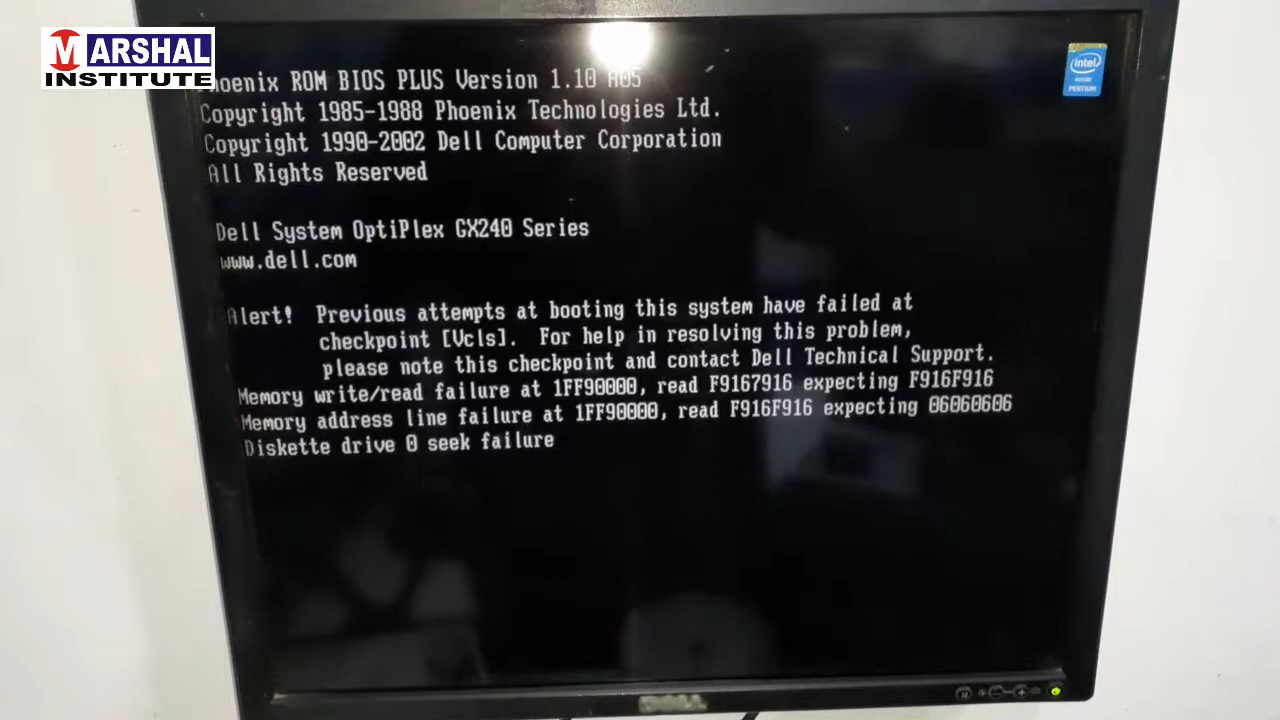 MARSHAL
INSTITUTE
Phoenix ROM BIOS PLUS Version 1.10 A05
Copyright 1985-1988 Phoenix Technologies Ltd.
Copyright 1990-2002 Dell Computer Corporation
All Rights Reserved
intel
inside
PENTIUM
Dell System OptiPlex GX240 Series
www.dell.com
Alert! Previous attempts at booting this system have failed at
checkpoint [Vcls]. For help in resolving this problem,
please note this checkpoint and contact Dell Technical Support.
Memory write/read failure at 1FF90000, read F9167916 expecting F916F916
Memory address line failure at 1FF90000, read F916F916 expecting 06060606
Diskette drive 0 seek failure
DELL